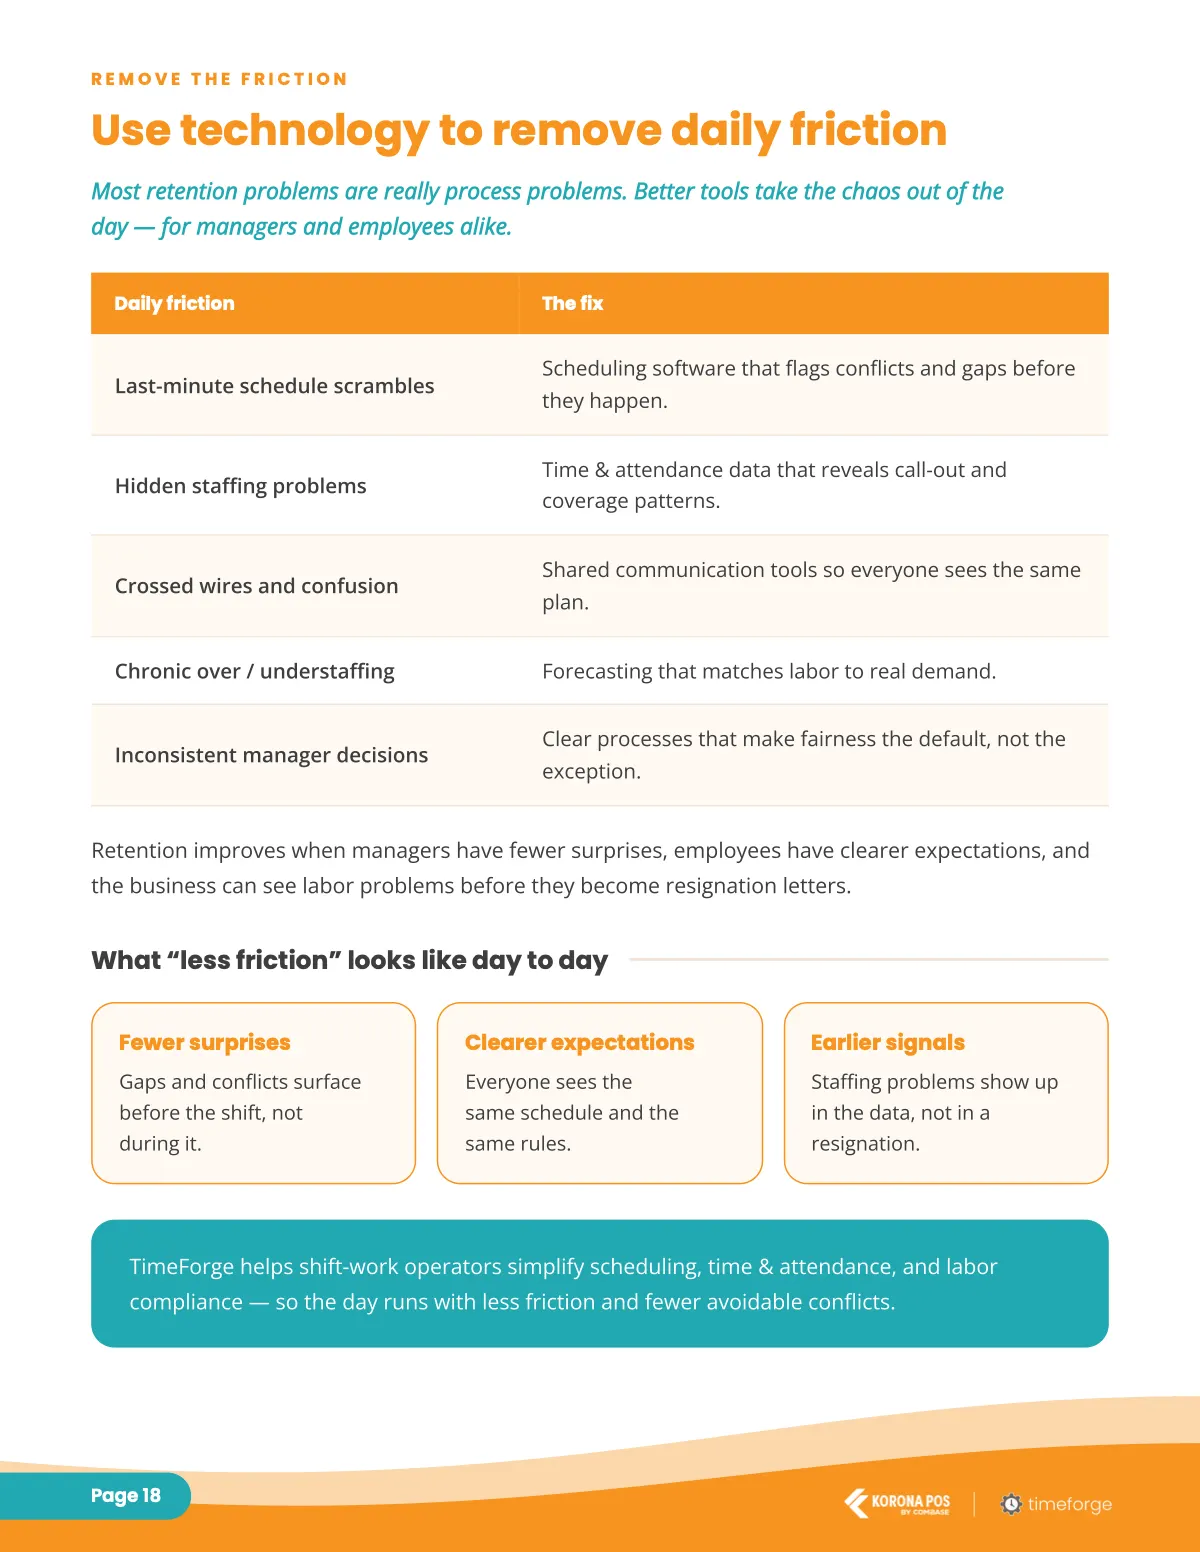 REMOVE THE FRICTION
Use technology to remove daily friction
Most retention problems are really process problems. Better tools take the chaos out of the
day — for managers and employees alike.
Daily friction
The fix
Last-minute schedule scrambles
Scheduling software that flags conflicts and gaps before
they happen.
Hidden staffing problems
Time & attendance data that reveals call-out and
coverage patterns.
Crossed wires and confusion
Shared communication tools so everyone sees the same
plan.
Chronic over / understaffing
Forecasting that matches labor to real demand.
Inconsistent manager decisions
Clear processes that make fairness the default, not the
exception.
Retention improves when managers have fewer surprises, employees have clearer expectations, and
the business can see labor problems before they become resignation letters.
What “less friction” looks like day to day
Fewer surprises
Gaps and conflicts surface
before the shift, not
during it.
Clearer expectations
Everyone sees the
same schedule and the
same rules.
Earlier signals
Staffing problems show up
in the data, not in a
resignation.
TimeForge helps shift-work operators simplify scheduling, time & attendance, and labor
compliance — so the day runs with less friction and fewer avoidable conflicts.
Page 18
KORONA POS
BY COMBASE
timeforge